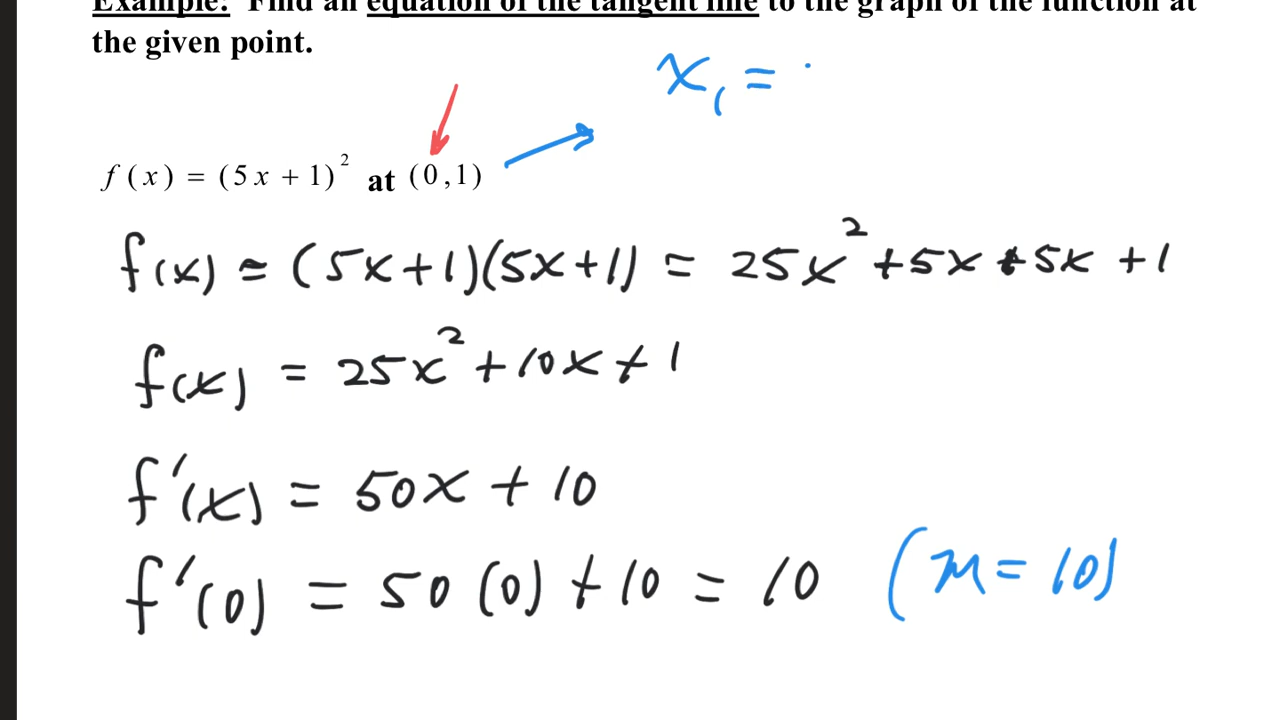 Example: Find an equation of the tangent line to the graph of the function at
the given point.
x₁ =
f(x) = (5x + 1)² at (0,1)
f(x) = (5x+1)(5x+1) = 25x² +5x +5x +1
f(x) = 25x² + 10x + 1
f'(x) = 50x + 10
f'(0) = 50(0) + 10 = 10 (m = 10)